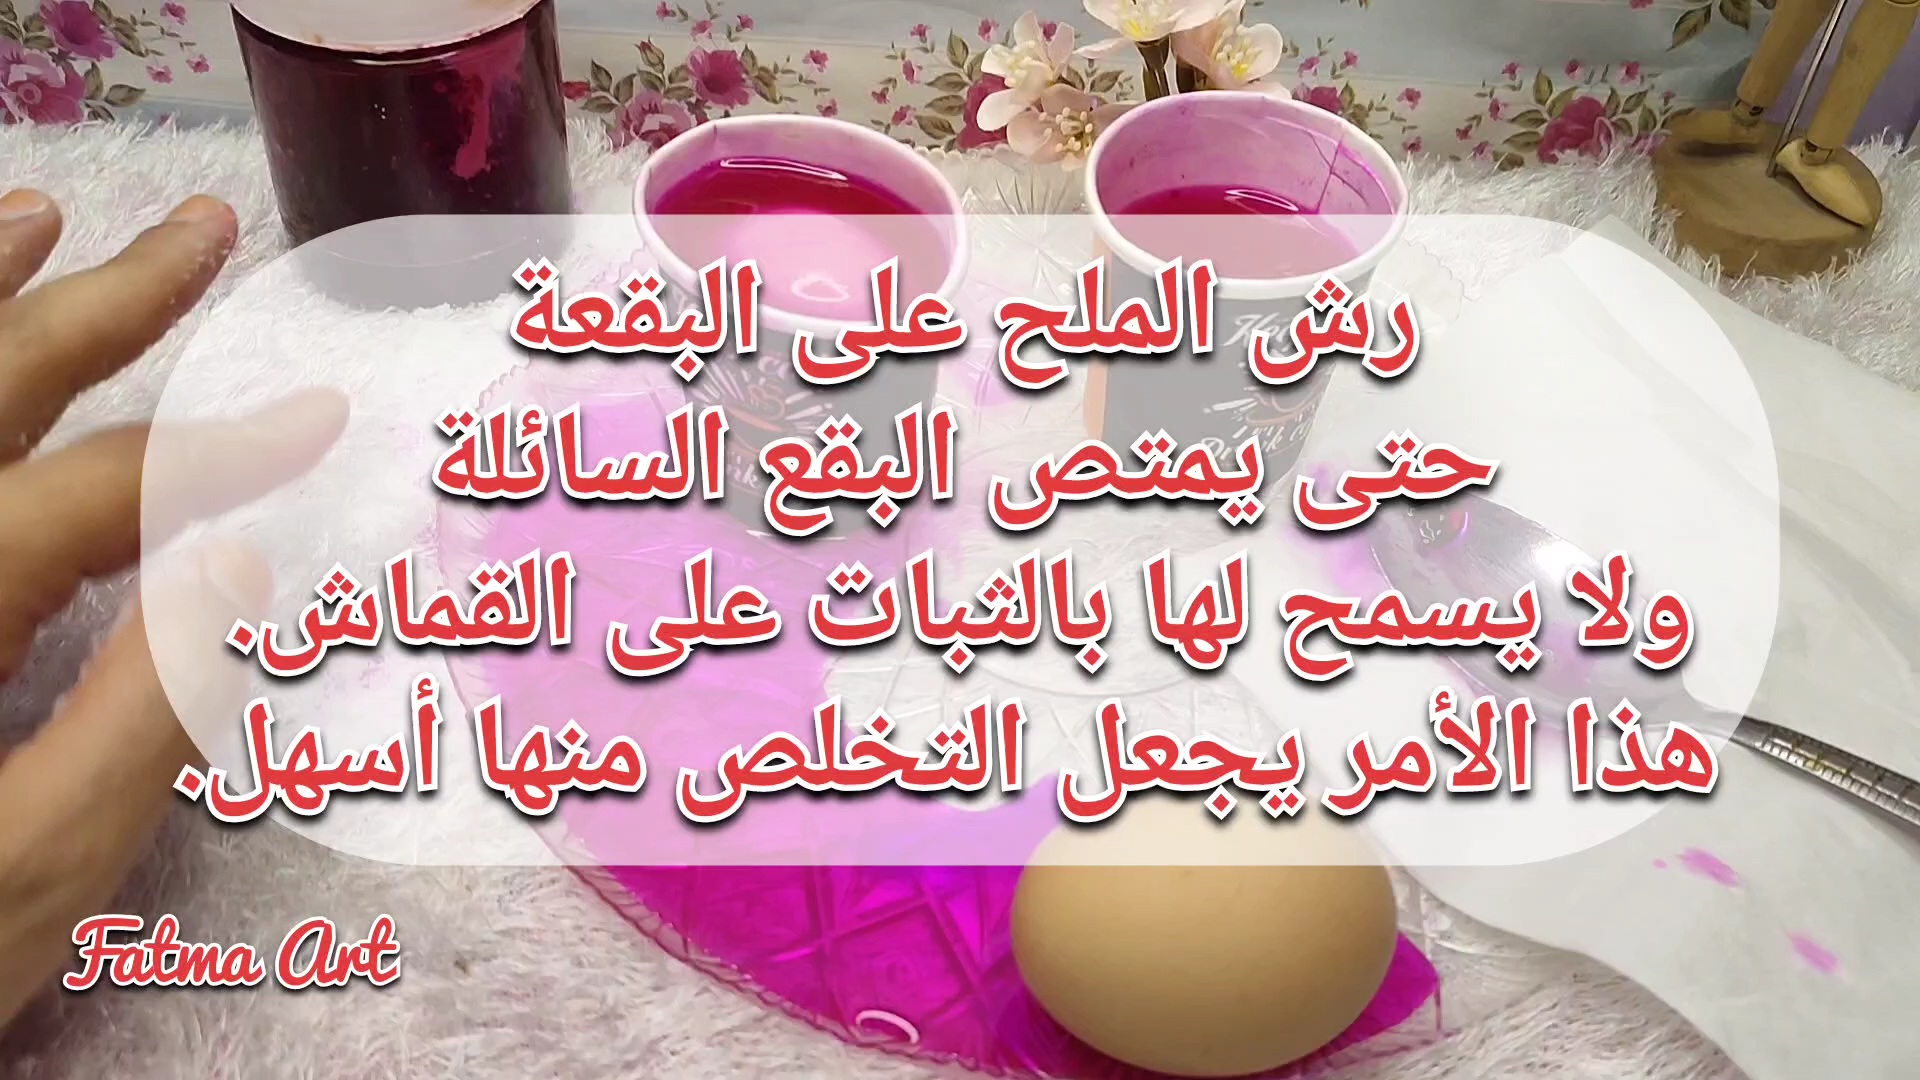 رش الملح على البقعة
حتى يمتص البقع السائلة
ولا يسمح لها بالثبات على القماش.
هذا الأمر يجعل التخلص منها أسهل.
Fatma Art